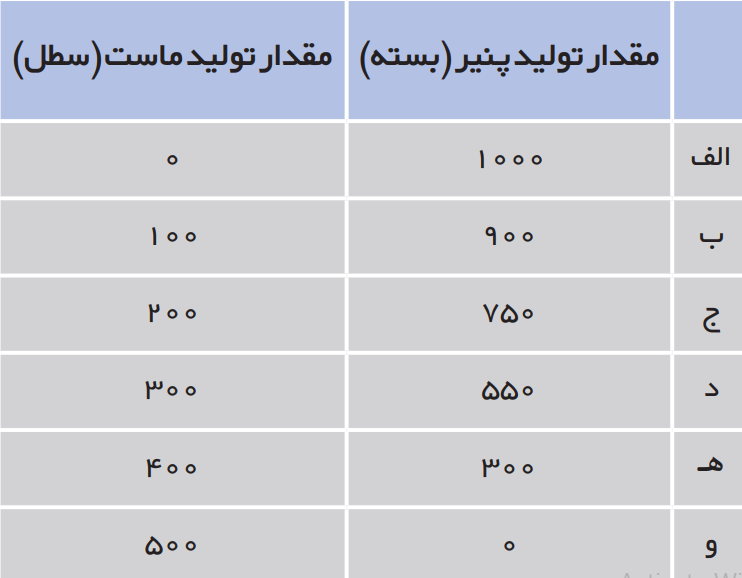 مقدار تولید پنیر (بسته) مقدار تولید ماست (سطل)
الف ۱۰۰۰ ۰
ب ۹۰۰ ۱۰۰
ج ۷۵۰ ۲۰۰
د ۵۵۰ ۳۰۰
هـ ۳۰۰ ۴۰۰
و ۰ ۵۰۰